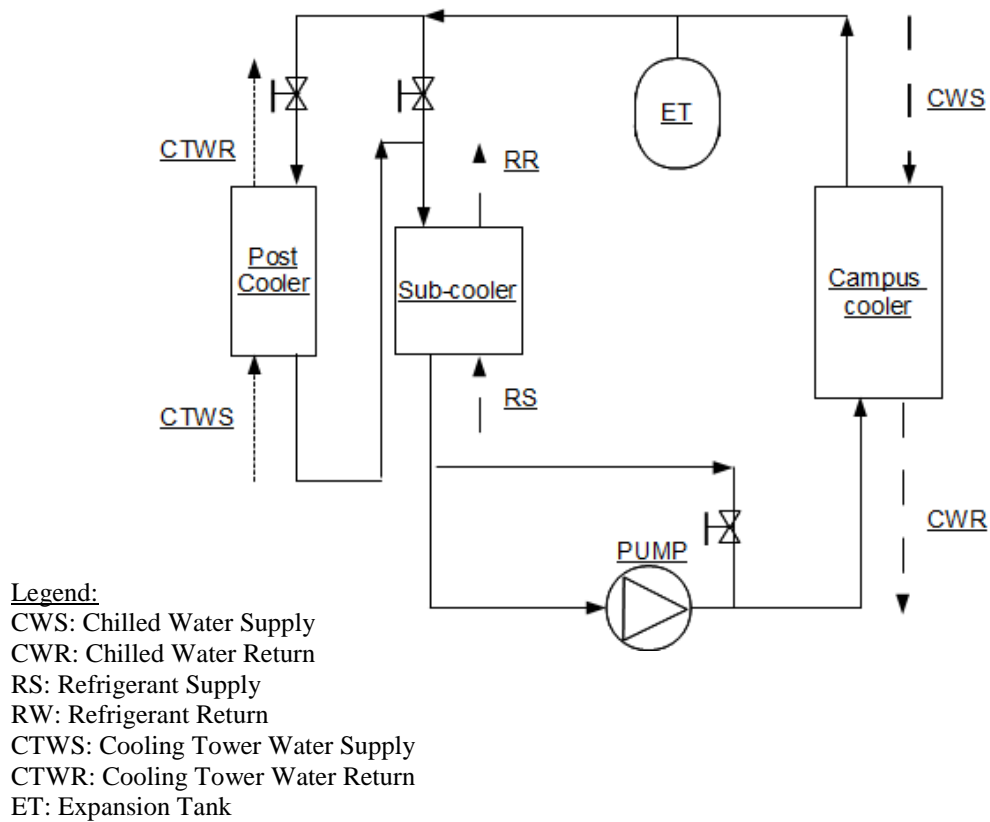 CTWR
RR
ET
CWS
Post
Cooler
Sub-cooler
Campus
cooler
CTWS
RS
PUMP
CWR
Legend:
CWS: Chilled Water Supply
CWR: Chilled Water Return
RS: Refrigerant Supply
RW: Refrigerant Return
CTWS: Cooling Tower Water Supply
CTWR: Cooling Tower Water Return
ET: Expansion Tank